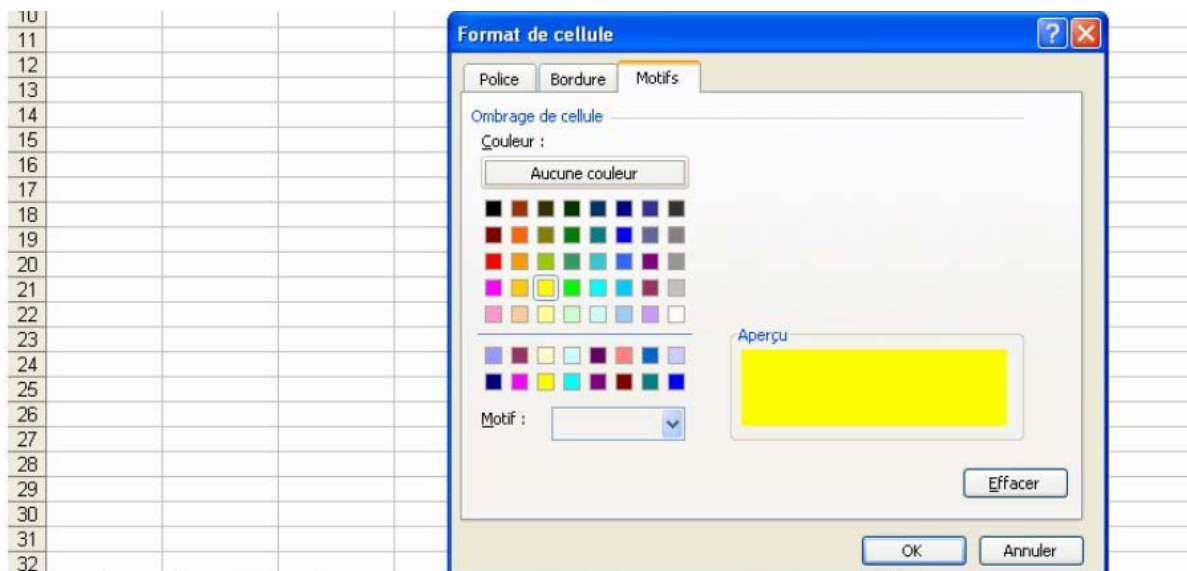 10
11
12
13
14
15
16
17
18
19
20
21
22
23
24
25
26
27
28
29
30
31
32
Format de cellule
?
Police Bordure Motifs
Ombrage de cellule
Couleur :
Aucune couleur
Aperçu
Motif :
Effacer
OK Annuler